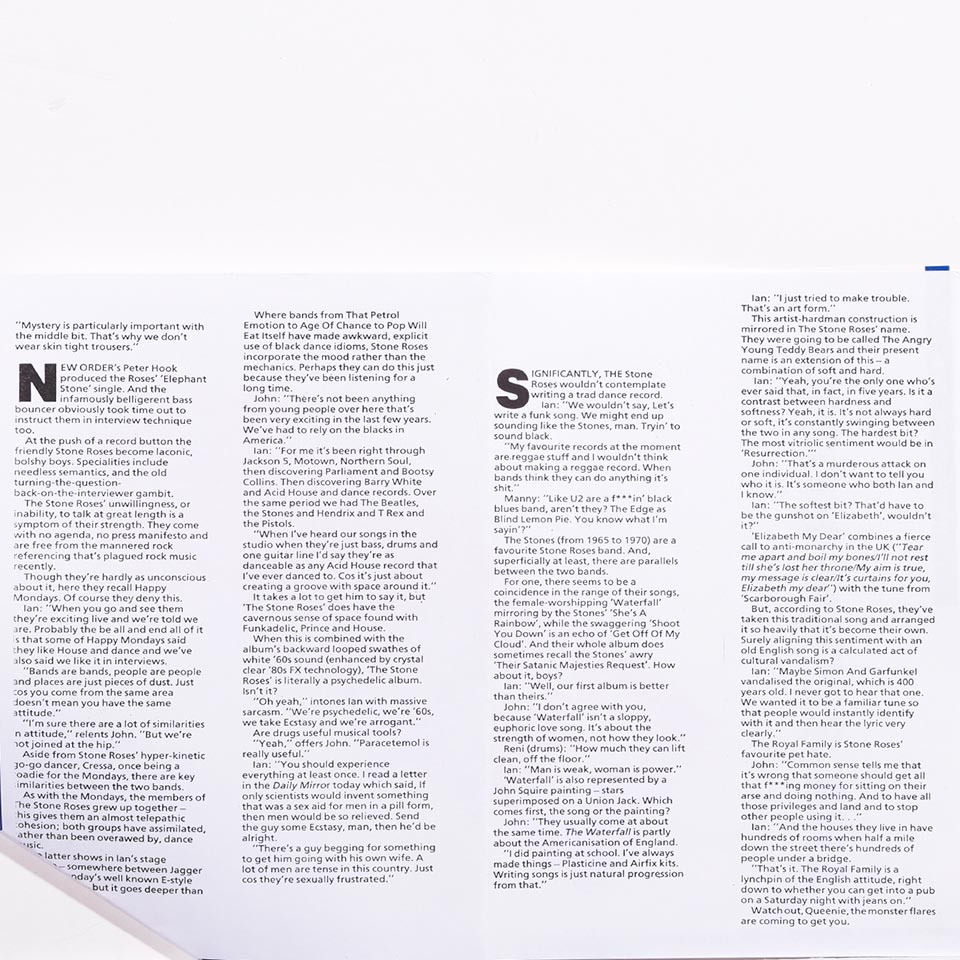 "Mystery is particularly important with
the middle bit. That's why we don't
wear skin tight trousers."
NEW ORDER's Peter Hook
produced the Roses' 'Elephant
Stone' single. And the
infamously belligerent bass
bouncer obviously took time out to
instruct them in interview technique
too.
At the push of a record button the
friendly Stone Roses become laconic,
bolshy boys. Specialities include
needless semantics, and the old
turning-the-question-
back-on-the-interviewer gambit.
The Stone Roses' unwillingness, or
inability, to talk at great length is a
symptom of their strength. They come
with no agenda, no press manifesto and
are free from the mannered rock
referencing that's plagued rock music
recently.
Though they're hardly as unconscious
about it, here they recall Happy
Mondays. Of course they deny this.
Ian: "When you go and see them
they're exciting live and we're told we
are. Probably the be all and end all of it
is that some of Happy Mondays said
they like House and dance and we've
also said we like it in interviews.
"Bands are bands, people are people
and places are just pieces of dust. Just
cos you come from the same area
doesn't mean you have the same
attitude."
"I'm sure there are a lot of similarities
in attitude," relents John. "But we're
not joined at the hip."
Aside from Stone Roses' hyper-kinetic
go-go dancer, Cressa, once being a
roadie for the Mondays, there are key
similarities between the two bands.
As with the Mondays, the members of
The Stone Roses grew up together –
this gives them an almost telepathic
cohesion; both groups have assimilated,
rather than been overawed by, dance
music.
latter shows in Ian's stage
– somewhere between Jagger
well known E-style
but it goes deeper than
Where bands from That Petrol
Emotion to Age Of Chance to Pop Will
Eat Itself have made awkward, explicit
use of black dance idioms, Stone Roses
incorporate the mood rather than the
mechanics. Perhaps they can do this just
because they've been listening for a
long time.
John: "There's not been anything
from young people over here that's
been very exciting in the last few years.
We've had to rely on the blacks in
America."
Ian: "For me it's been right through
Jackson 5, Motown, Northern Soul,
then discovering Parliament and Bootsy
Collins. Then discovering Barry White
and Acid House and dance records. Over
the same period we had The Beatles,
the Stones and Hendrix and T Rex and
the Pistols.
"When I've heard our songs in the
studio when they're just bass, drums and
one guitar line I'd say they're as
danceable as any Acid House record that
I've ever danced to. Cos it's just about
creating a groove with space around it."
It takes a lot to get him to say it, but
'The Stone Roses' does have the
cavernous sense of space found with
Funkadelic, Prince and House.
When this is combined with the
album's backward looped swathes of
white '60s sound (enhanced by crystal
clear '80s FX technology), 'The Stone
Roses' is literally a psychedelic album.
Isn't it?
"Oh yeah," intones Ian with massive
sarcasm. "We're psychedelic, we're '60s,
we take Ecstasy and we're arrogant."
Are drugs useful musical tools?
"Yeah," offers John. "Paracetemol is
really useful."
Ian: "You should experience
everything at least once. I read a letter
in the Daily Mirror today which said, If
only scientists would invent something
that was a sex aid for men in a pill form,
then men would be so relieved. Send
the guy some Ecstasy, man, then he'd be
alright.
"There's a guy begging for something
to get him going with his own wife. A
lot of men are tense in this country. Just
cos they're sexually frustrated."
SIGNIFICANTLY, THE Stone
Roses wouldn't contemplate
writing a trad dance record.
Ian: "We wouldn't say, Let's
write a funk song. We might end up
sounding like the Stones, man. Tryin' to
sound black.
"My favourite records at the moment
are reggae stuff and I wouldn't think
about making a reggae record. When
bands think they can do anything it's
shit."
Manny: "Like U2 are a f***in' black
blues band, aren't they? The Edge as
Blind Lemon Pie. You know what I'm
sayin'?"
The Stones (from 1965 to 1970) are a
favourite Stone Roses band. And,
superficially at least, there are parallels
between the two bands.
For one, there seems to be a
coincidence in the range of their songs,
the female-worshipping 'Waterfall'
mirroring by the Stones' 'She's A
Rainbow', while the swaggering 'Shoot
You Down' is an echo of 'Get Off Of My
Cloud'. And their whole album does
sometimes recall the Stones' awry
'Their Satanic Majesties Request'. How
about it, boys?
Ian: "Well, our first album is better
than theirs."
John: "I don't agree with you,
because 'Waterfall' isn't a sloppy,
euphoric love song. It's about the
strength of women, not how they look."
Reni (drums): "How much they can lift
clean, off the floor."
Ian: "Man is weak, woman is power."
'Waterfall' is also represented by a
John Squire painting – stars
superimposed on a Union Jack. Which
comes first, the song or the painting?
John: "They usually come at about
the same time. The Waterfall is partly
about the Americanisation of England.
"I did painting at school. I've always
made things – Plasticine and Airfix kits.
Writing songs is just natural progression
from that."
Ian: "I just tried to make trouble.
That's an art form."
This artist-hardman construction is
mirrored in The Stone Roses' name.
They were going to be called The Angry
Young Teddy Bears and their present
name is an extension of this – a
combination of soft and hard.
Ian: "Yeah, you're the only one who's
ever said that, in fact, in five years. Is it a
contrast between hardness and
softness? Yeah, it is. It's not always hard
or soft, it's constantly swinging between
the two in any song. The hardest bit?
The most vitriolic sentiment would be in
'Resurrection.'"
John: "That's a murderous attack on
one individual. I don't want to tell you
who it is. It's someone who both Ian and
I know."
Ian: "The softest bit? That'd have to
be the gunshot on 'Elizabeth', wouldn't
it?"
'Elizabeth My Dear' combines a fierce
call to anti-monarchy in the UK ("Tear
me apart and boil my bones/I'll not rest
till she's lost her throne/My aim is true,
my message is clear/It's curtains for you,
Elizabeth my dear") with the tune from
'Scarborough Fair'.
But, according to Stone Roses, they've
taken this traditional song and arranged
it so heavily that it's become their own.
Surely aligning this sentiment with an
old English song is a calculated act of
cultural vandalism?
Ian: "Maybe Simon And Garfunkel
vandalised the original, which is 400
years old. I never got to hear that one.
We wanted it to be a familiar tune so
that people would instantly identify
with it and then hear the lyric very
clearly."
The Royal Family is Stone Roses'
favourite pet hate.
John: "Common sense tells me that
it's wrong that someone should get all
that f***ing money for sitting on their
arse and doing nothing. And to have all
those privileges and land and to stop
other people using it. . ."
Ian: "And the houses they live in have
hundreds of rooms when half a mile
down the street there's hundreds of
people under a bridge.
"That's it. The Royal Family is a
lynchpin of the English attitude, right
down to whether you can get into a pub
on a Saturday night with jeans on."
Watch out, Queenie, the monster flares
are coming to get you.